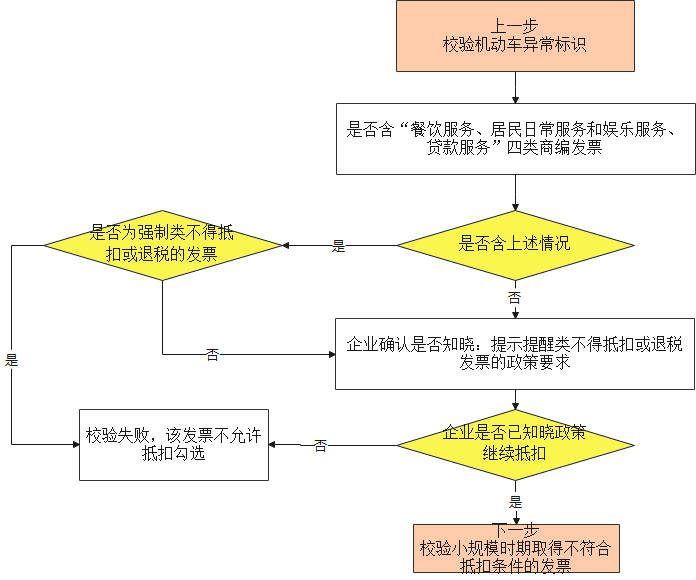 上一步
校验机动车异常标识
是否含“餐饮服务、居民日常服务和娱乐服务、
贷款服务”四类商编发票
是否为强制类不得抵
扣或退税的发票
是
是否含上述情况
否
是
否
企业确认是否知晓：提示提醒类不得抵扣或退税
发票的政策要求
校验失败，该发票不允许
抵扣勾选
否
企业是否已知晓政策
继续抵扣
是
下一步
校验小规模时期取得不符合
抵扣条件的发票